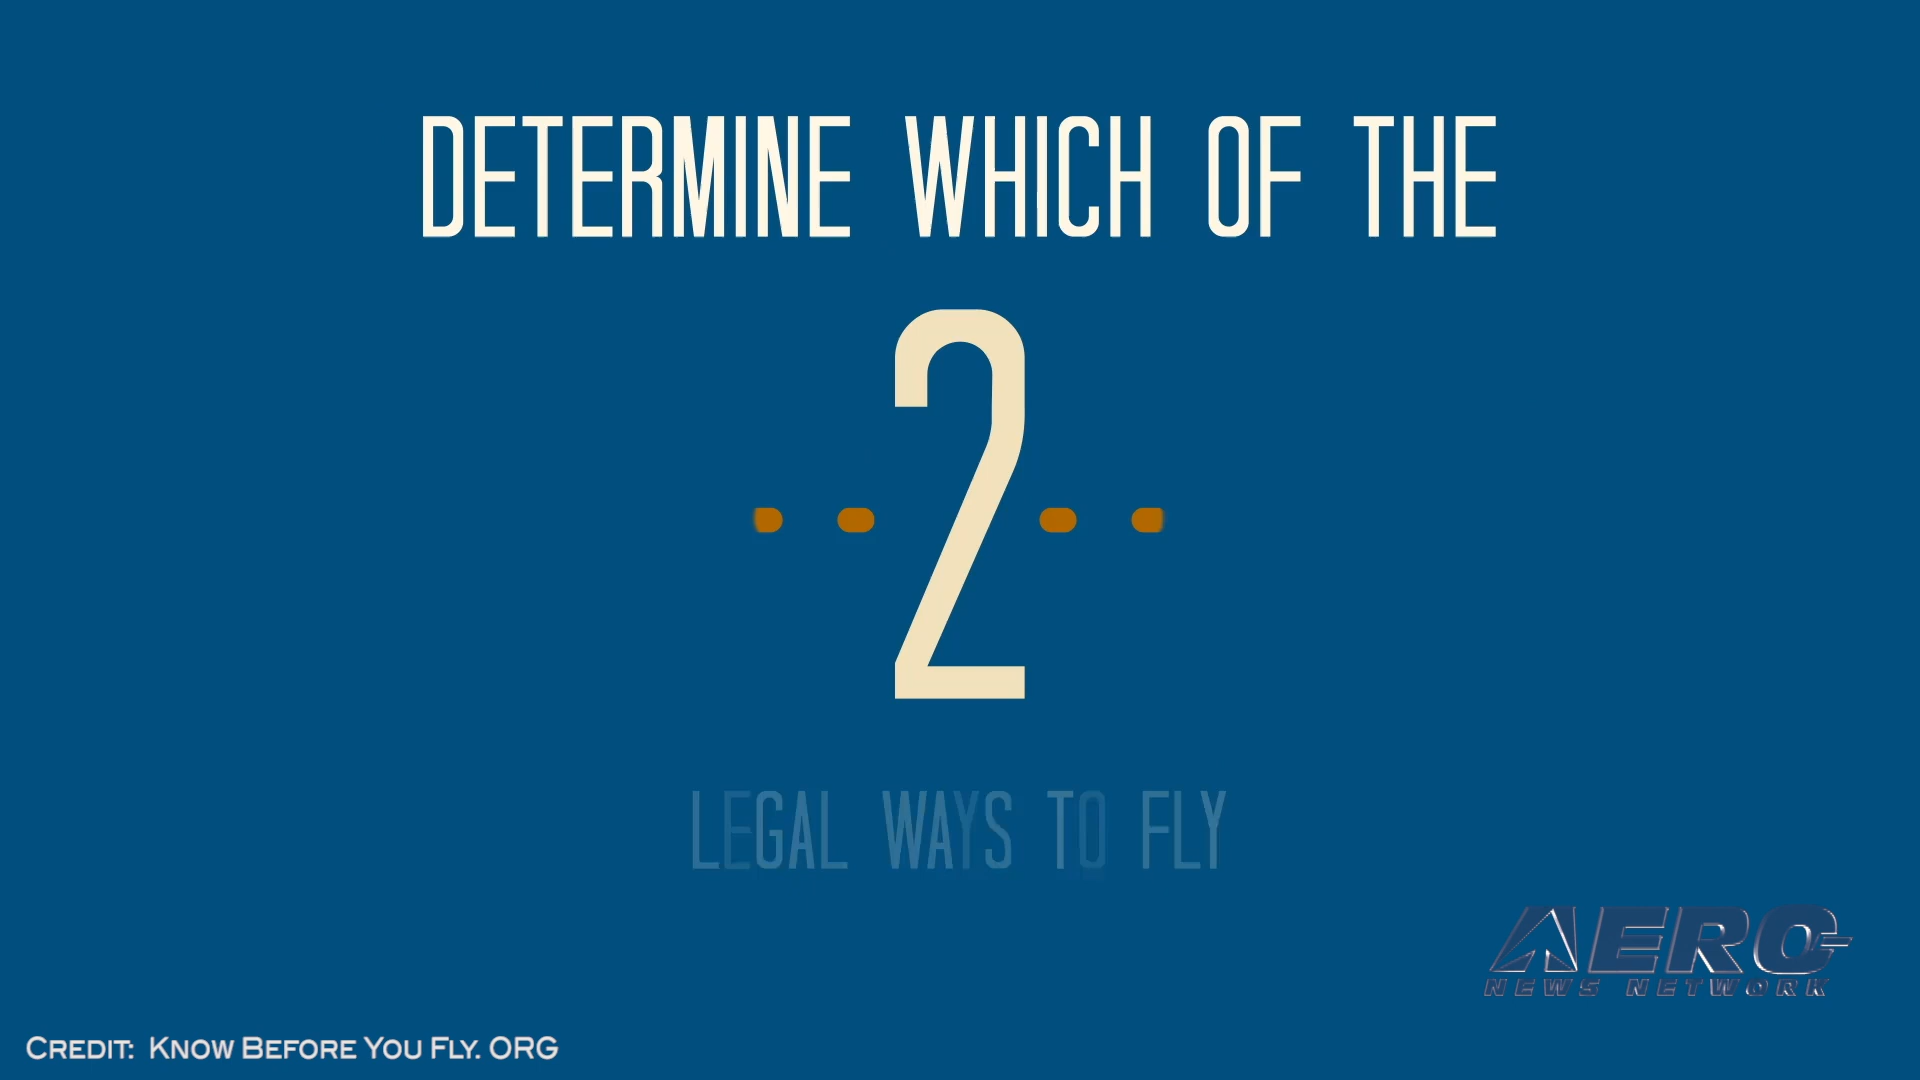 DETERMINE WHICH OF THE
2
LEGAL WAYS TO FLY
AERO
NEWS NETWORK
CREDIT: KNOW BEFORE YOU FLY. ORG